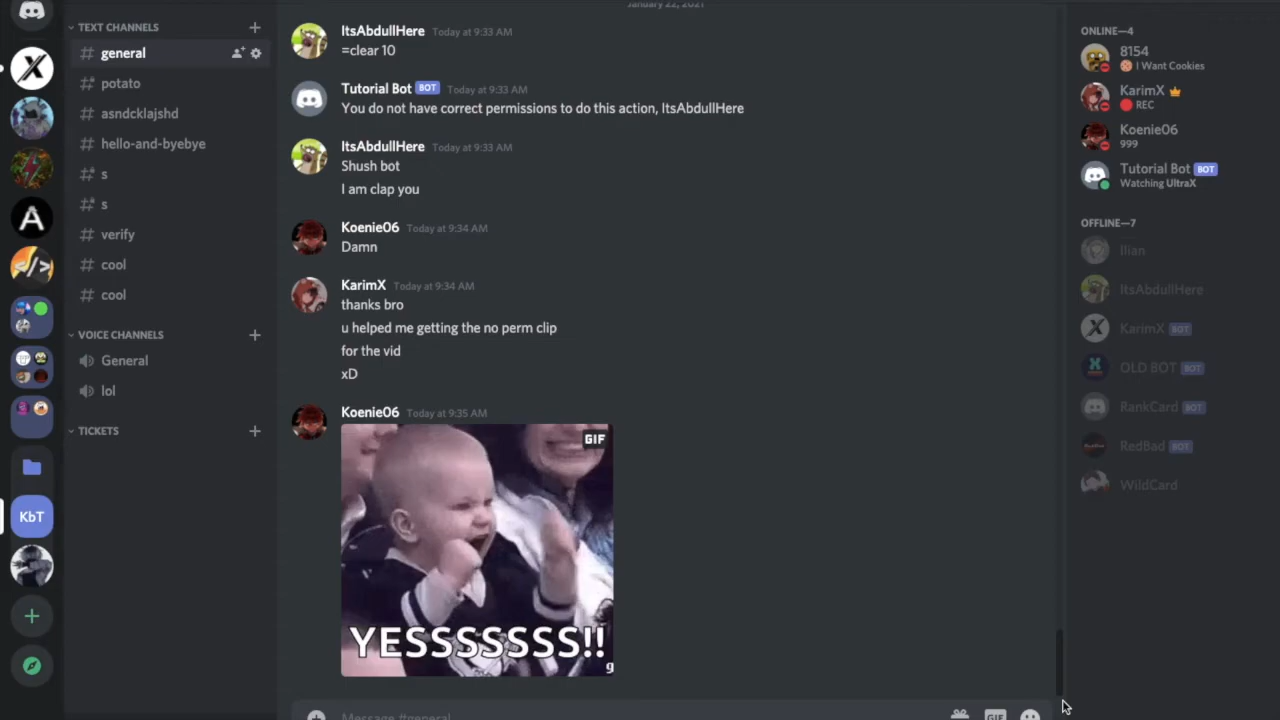 January 22, 2021
TEXT CHANNELS
general
potato
asndcklajshd
hello-and-byebye
s
s
verify
cool
cool
VOICE CHANNELS
General
lol
TICKETS
KbT
ItsAbdullHere Today at 9:33 AM
=clear 10
Tutorial Bot BOT Today at 9:33 AM
You do not have correct permissions to do this action, ItsAbdullHere
ItsAbdullHere Today at 9:33 AM
Shush bot
I am clap you
Koenie06 Today at 9:34 AM
Damn
KarimX Today at 9:34 AM
thanks bro
u helped me getting the no perm clip
for the vid
xD
Koenie06 Today at 9:35 AM
GIF
YESSSSSSS!!
g
Message #general
GIF
ONLINE—4
8154
I Want Cookies
KarimX
REC
Koenie06
999
Tutorial Bot BOT
Watching UltraX
OFFLINE—7
Ilian
ItsAbdullHere
KarimX BOT
OLD BOT BOT
RankCard BOT
RedBad BOT
WildCard